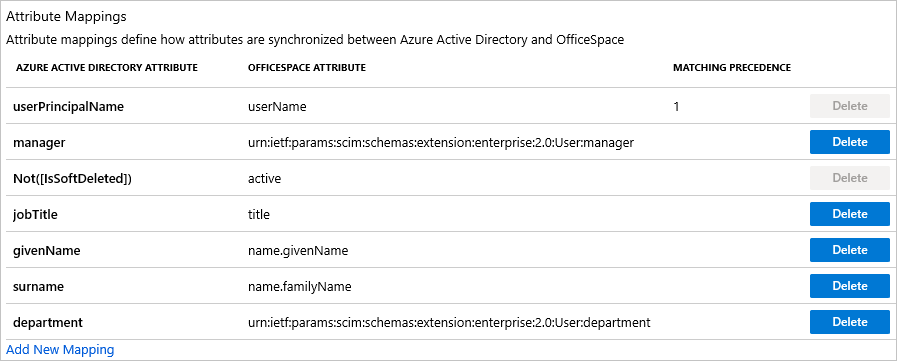 Attribute Mappings
Attribute mappings define how attributes are synchronized between Azure Active Directory and OfficeSpace
AZURE ACTIVE DIRECTORY ATTRIBUTE OFFICESPACE ATTRIBUTE MATCHING PRECEDENCE
userPrincipalName userName 1 Delete
manager urn:ietf:params:scim:schemas:extension:enterprise:2.0:User:manager Delete
Not([IsSoftDeleted]) active Delete
jobTitle title Delete
givenName name.givenName Delete
surname name.familyName Delete
department urn:ietf:params:scim:schemas:extension:enterprise:2.0:User:department Delete
Add New Mapping